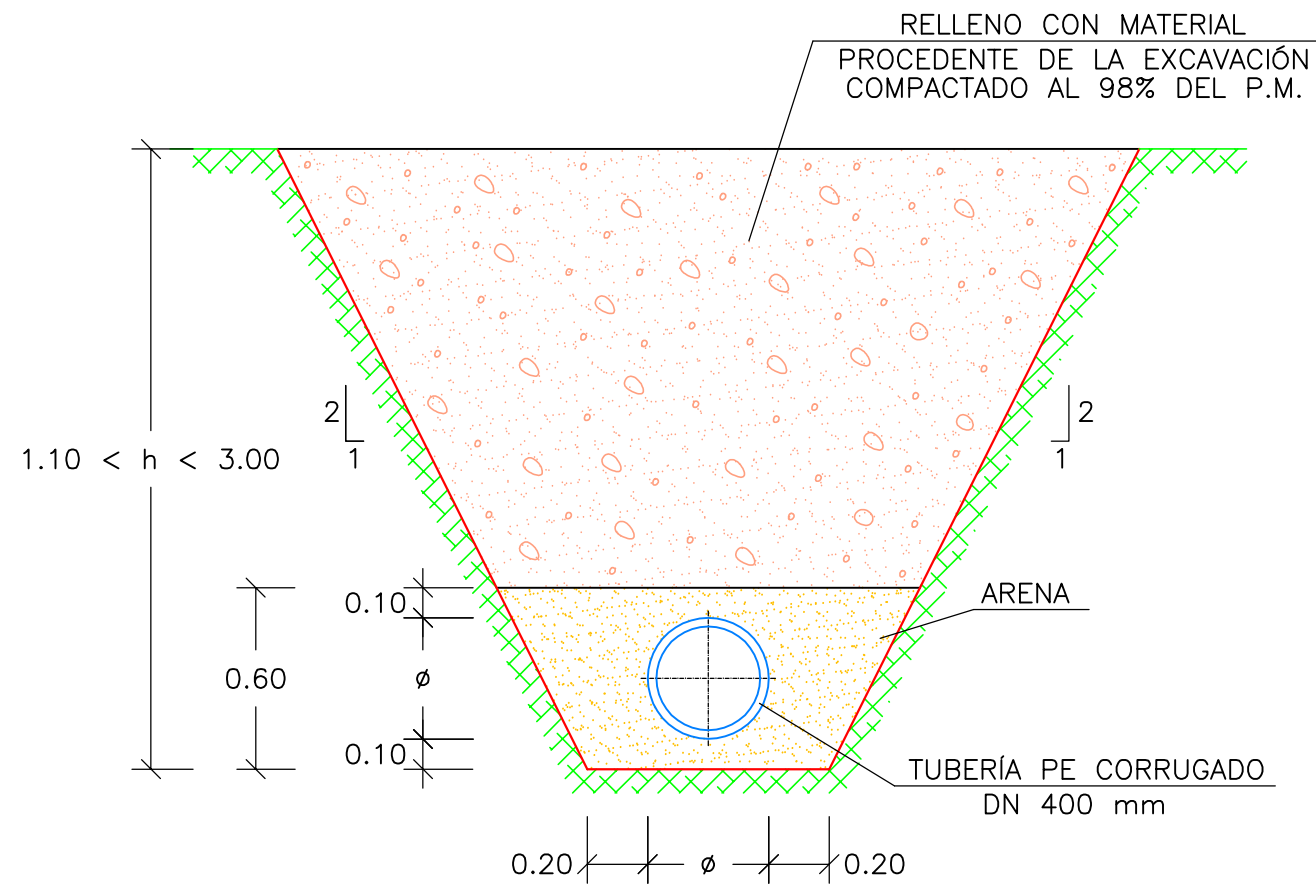 RELLENO CON MATERIAL
PROCEDENTE DE LA EXCAVACIÓN
COMPACTADO AL 98% DEL P.M.
2
1
2
1
1.10 < h < 3.00
0.10
ARENA
0.60
ø
0.10
TUBERÍA PE CORRUGADO
DN 400 mm
0.20
ø
0.20